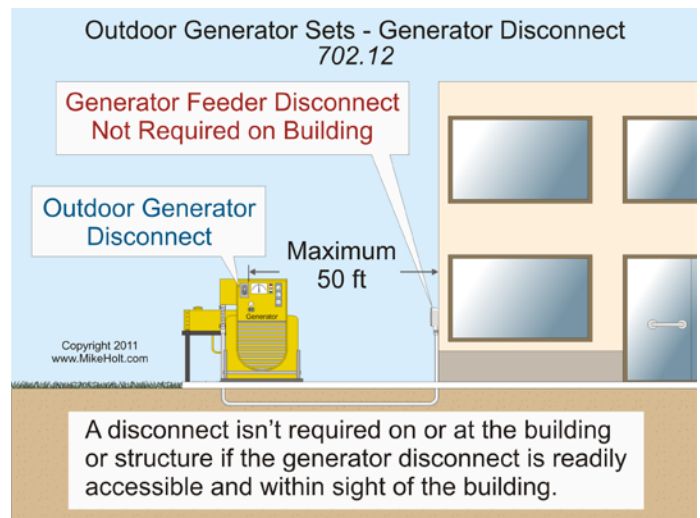 Outdoor Generator Sets - Generator Disconnect
702.12
Generator Feeder Disconnect
Not Required on Building
Outdoor Generator
Disconnect
Maximum
50 ft
Generator
Copyright 2011
www.MikeHolt.com
A disconnect isn't required on or at the building
or structure if the generator disconnect is readily
accessible and within sight of the building.